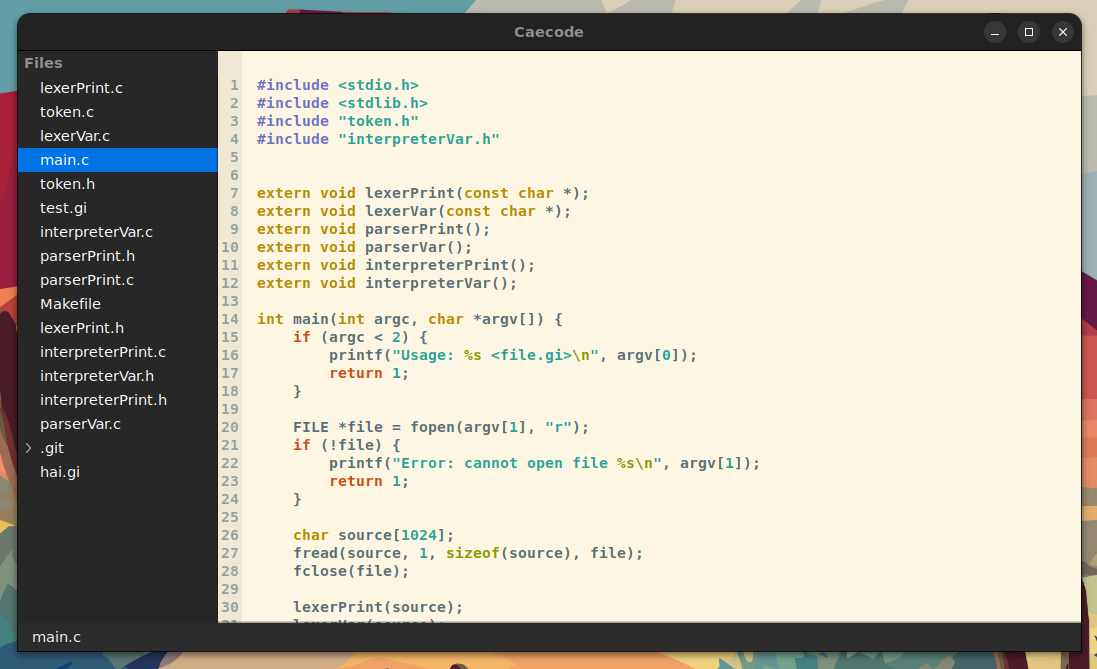 Caecode
Files
lexerPrint.c
token.c
lexerVar.c
main.c
token.h
test.gi
interpreterVar.c
parserPrint.h
parserPrint.c
Makefile
lexerPrint.h
interpreterPrint.c
interpreterVar.h
interpreterPrint.h
parserVar.c
.git
hai.gi
1 #include <stdio.h>
2 #include <stdlib.h>
3 #include "token.h"
4 #include "interpreterVar.h"
5
6
7 extern void lexerPrint(const char *);
8 extern void lexerVar(const char *);
9 extern void parserPrint();
10 extern void parserVar();
11 extern void interpreterPrint();
12 extern void interpreterVar();
13
14 int main(int argc, char *argv[]) {
15     if (argc < 2) {
16         printf("Usage: %s <file.gi>\n", argv[0]);
17         return 1;
18     }
19
20     FILE *file = fopen(argv[1], "r");
21     if (!file) {
22         printf("Error: cannot open file %s\n", argv[1]);
23         return 1;
24     }
25
26     char source[1024];
27     fread(source, 1, sizeof(source), file);
28     fclose(file);
29
30     lexerPrint(source);
main.c